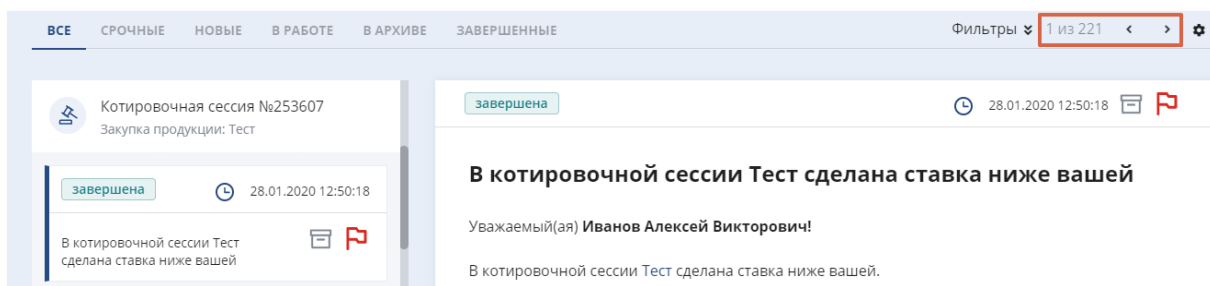 ВСЕ СРОЧНЫЕ НОВЫЕ В РАБОТЕ В АРХИВЕ ЗАВЕРШЕННЫЕ Фильтры 1 из 221
Котировочная сессия №253607
Закупка продукции: Тест
завершена 28.01.2020 12:50:18
В котировочной сессии Тест
сделана ставка ниже вашей
завершена 28.01.2020 12:50:18
В котировочной сессии Тест сделана ставка ниже вашей
Уважаемый(ая) Иванов Алексей Викторович!
В котировочной сессии Тест сделана ставка ниже вашей.